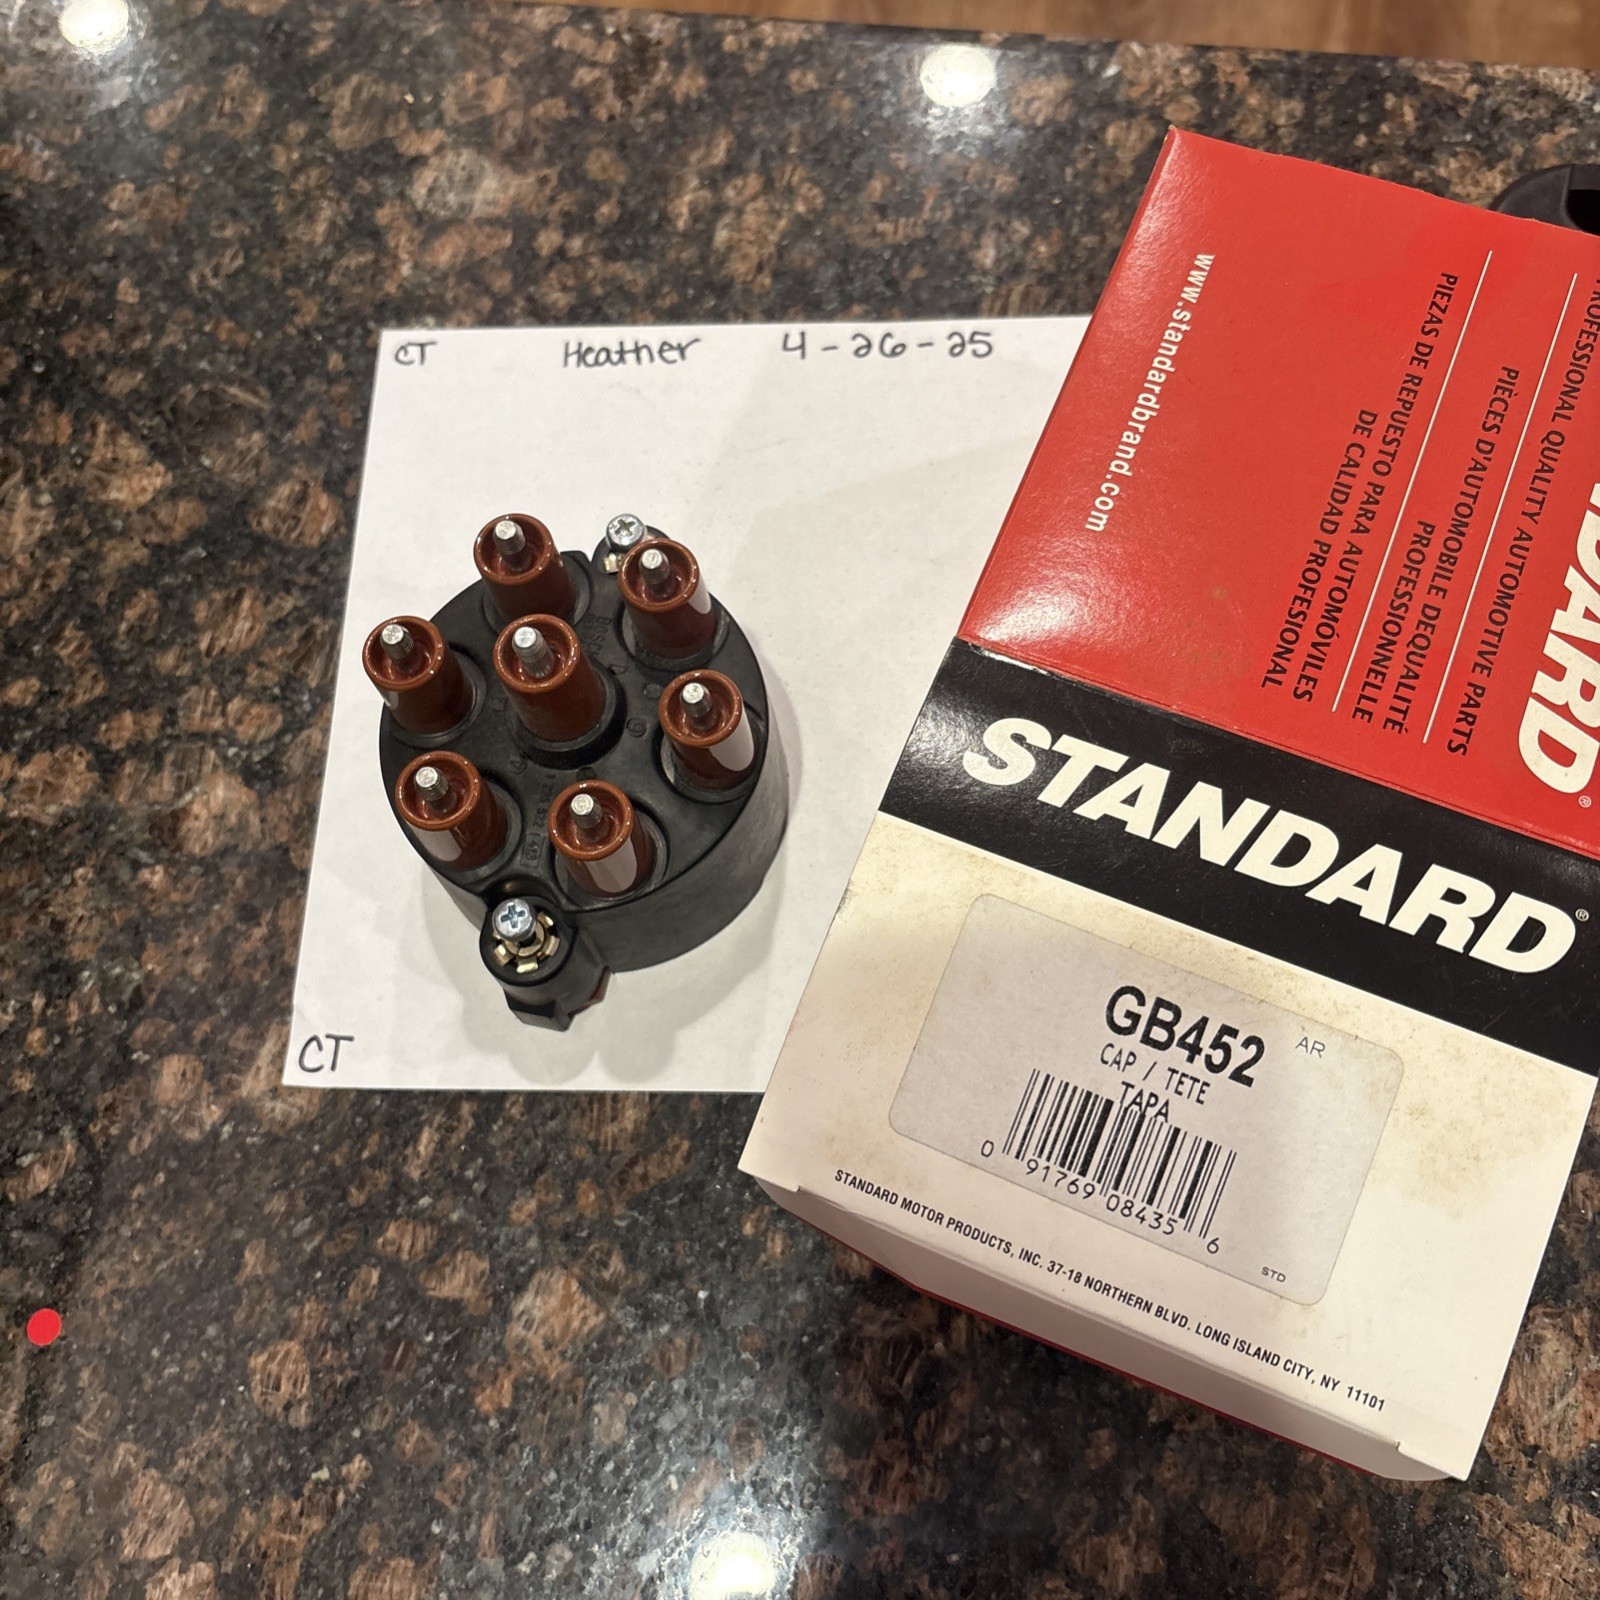 CT Heather 4-26-25
CT
www.standardbrand.com
PROFESSIONAL QUALITY AUTOMOTIVE PARTS
PIÈCES D'AUTOMOBILE DEQUALITÉ
PROFESSIONNELLE
PIEZAS DE REPUESTO PARA AUTOMÓVILES
DE CALIDAD PROFESIONAL
STANDARD®
GB452 AR
CAP / TETE
TAPA
0 91769 08435 6
STD
STANDARD MOTOR PRODUCTS, INC. 37-18 NORTHERN BLVD. LONG ISLAND CITY, NY 11101